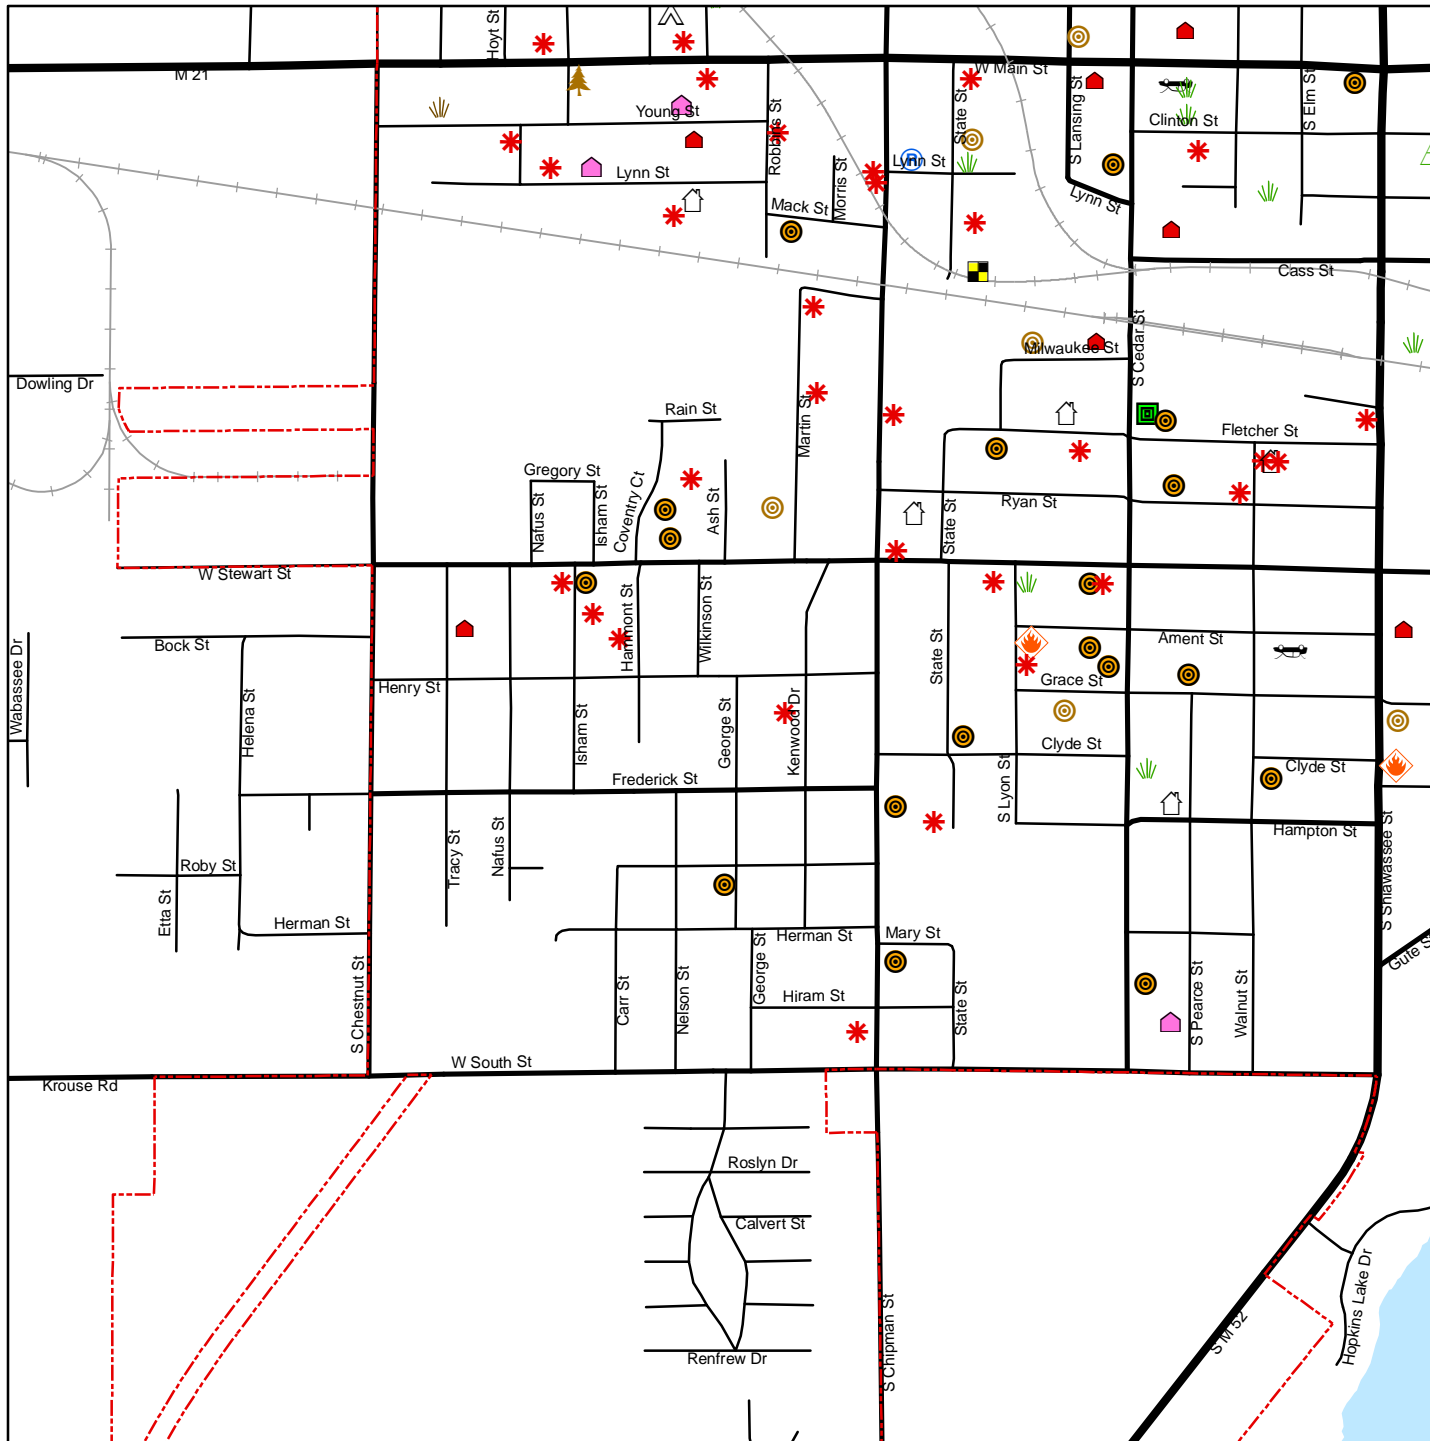 Hoyt St
M 21
W Main St
S Lansing St
S Elm St
Young St
Robbins St
State St
Clinton St
Lynn St
Lynn St
Morris St
Lynn St
Mack St
Cass St
S Cedar St
Milwaukee St
Dowling Dr
Rain St
Martin St
Fletcher St
Gregory St
Nafus St
Isham St
Coventry Ct
Ash St
Ryan St
State St
W Stewart St
Hammont St
Wilkinson St
Bock St
Wabassee Dr
State St
Ament St
Helena St
Henry St
Grace St
Isham St
George St
Kenwood Dr
Clyde St
Frederick St
S Lyon St
Clyde St
Tracy St
Nafus St
Hampton St
S Shiawassee St
Roby St
Etta St
Herman St
Herman St
Mary St
Gute S
S Chestnut St
Carr St
Nelson St
George St
Hiram St
State St
S Pearce St
Walnut St
W South St
Krouse Rd
Roslyn Dr
Calvert St
S Chipman St
Hopkins Lake Dr
S M 52
Renfrew Dr